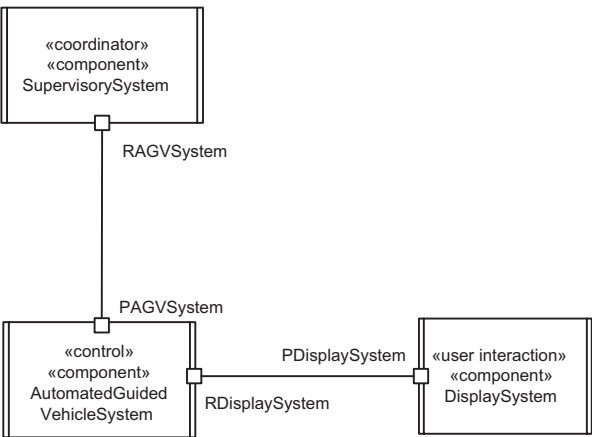 «coordinator»
«component»
SupervisorySystem
RAGVSystem
PAGVSystem
«control»
«component»
AutomatedGuided
VehicleSystem
PDisplaySystem
RDisplaySystem
«user interaction»
«component»
DisplaySystem